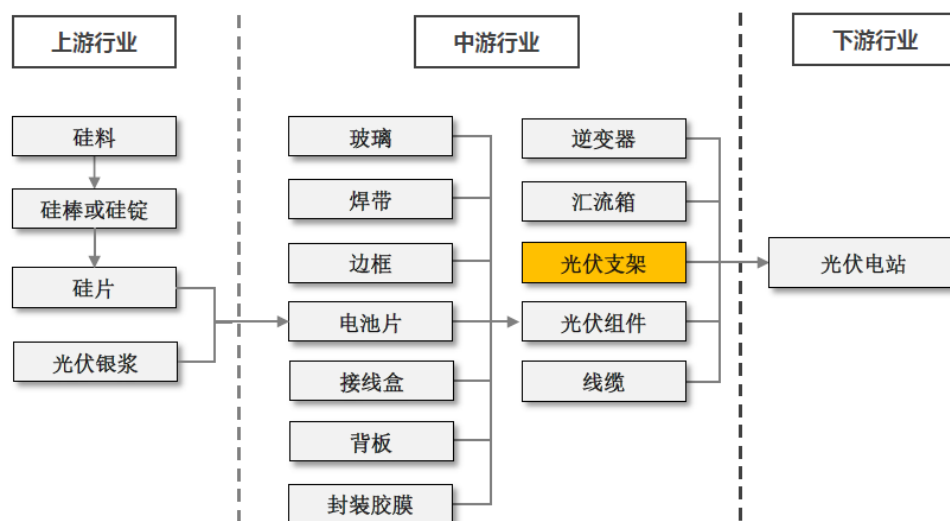 上游行业
中游行业
下游行业
硅料
硅棒或硅锭
硅片
光伏银浆
玻璃
焊带
边框
电池片
接线盒
背板
封装胶膜
逆变器
汇流箱
光伏支架
光伏组件
线缆
光伏电站